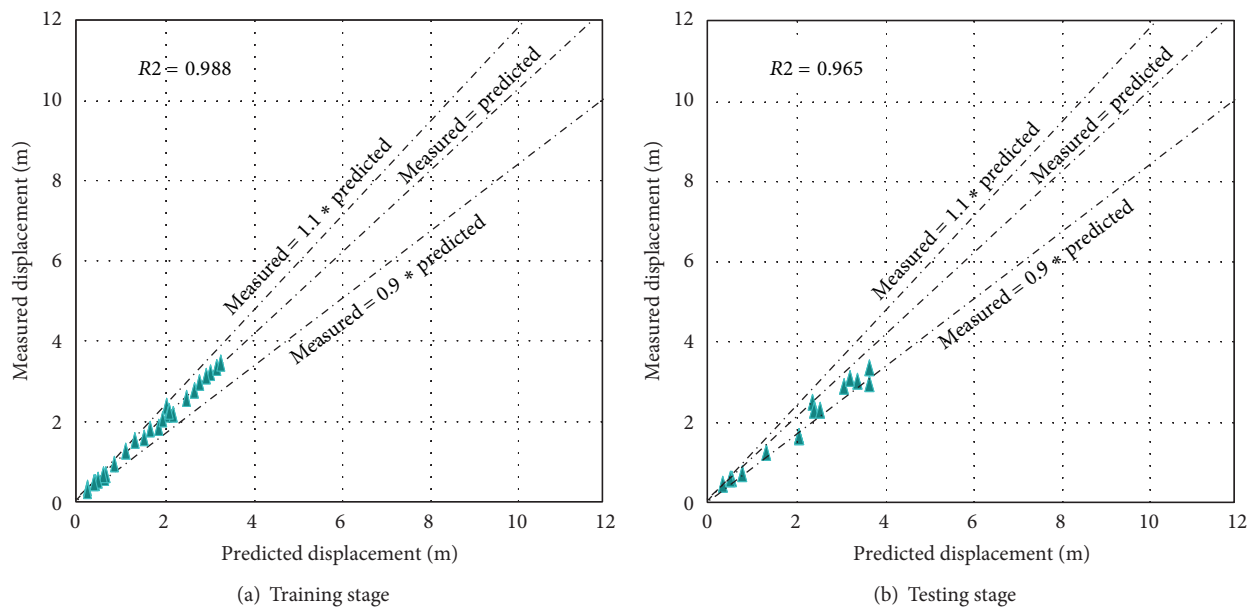 12
10
8
6
4
2
0
Measured displacement (m)
R2 = 0.988
Measured = 1.1 * predicted
Measured = predicted
Measured = 0.9 * predicted
0 2 4 6 8 10 12
Predicted displacement (m)
(a) Training stage
12
10
8
6
4
2
0
Measured displacement (m)
R2 = 0.965
Measured = 1.1 * predicted
Measured = predicted
Measured = 0.9 * predicted
0 2 4 6 8 10 12
Predicted displacement (m)
(b) Testing stage